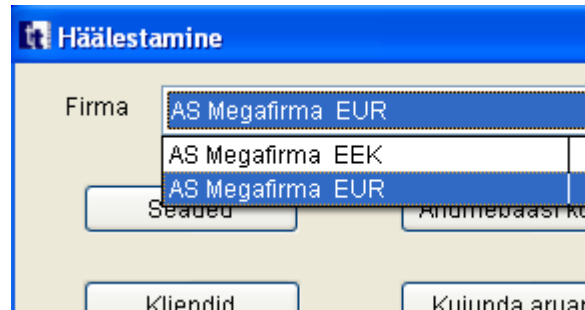 Häälestamine
Firma AS Megafirma EUR
AS Megafirma EEK
AS Megafirma EUR
Seaded
Kliendid